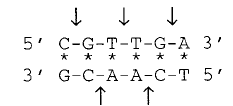 ↓ ↓ ↓
5' C-G-T-T-G-A 3'
* * * * * *
3' G-C-A-A-C-T 5'
↑ ↑